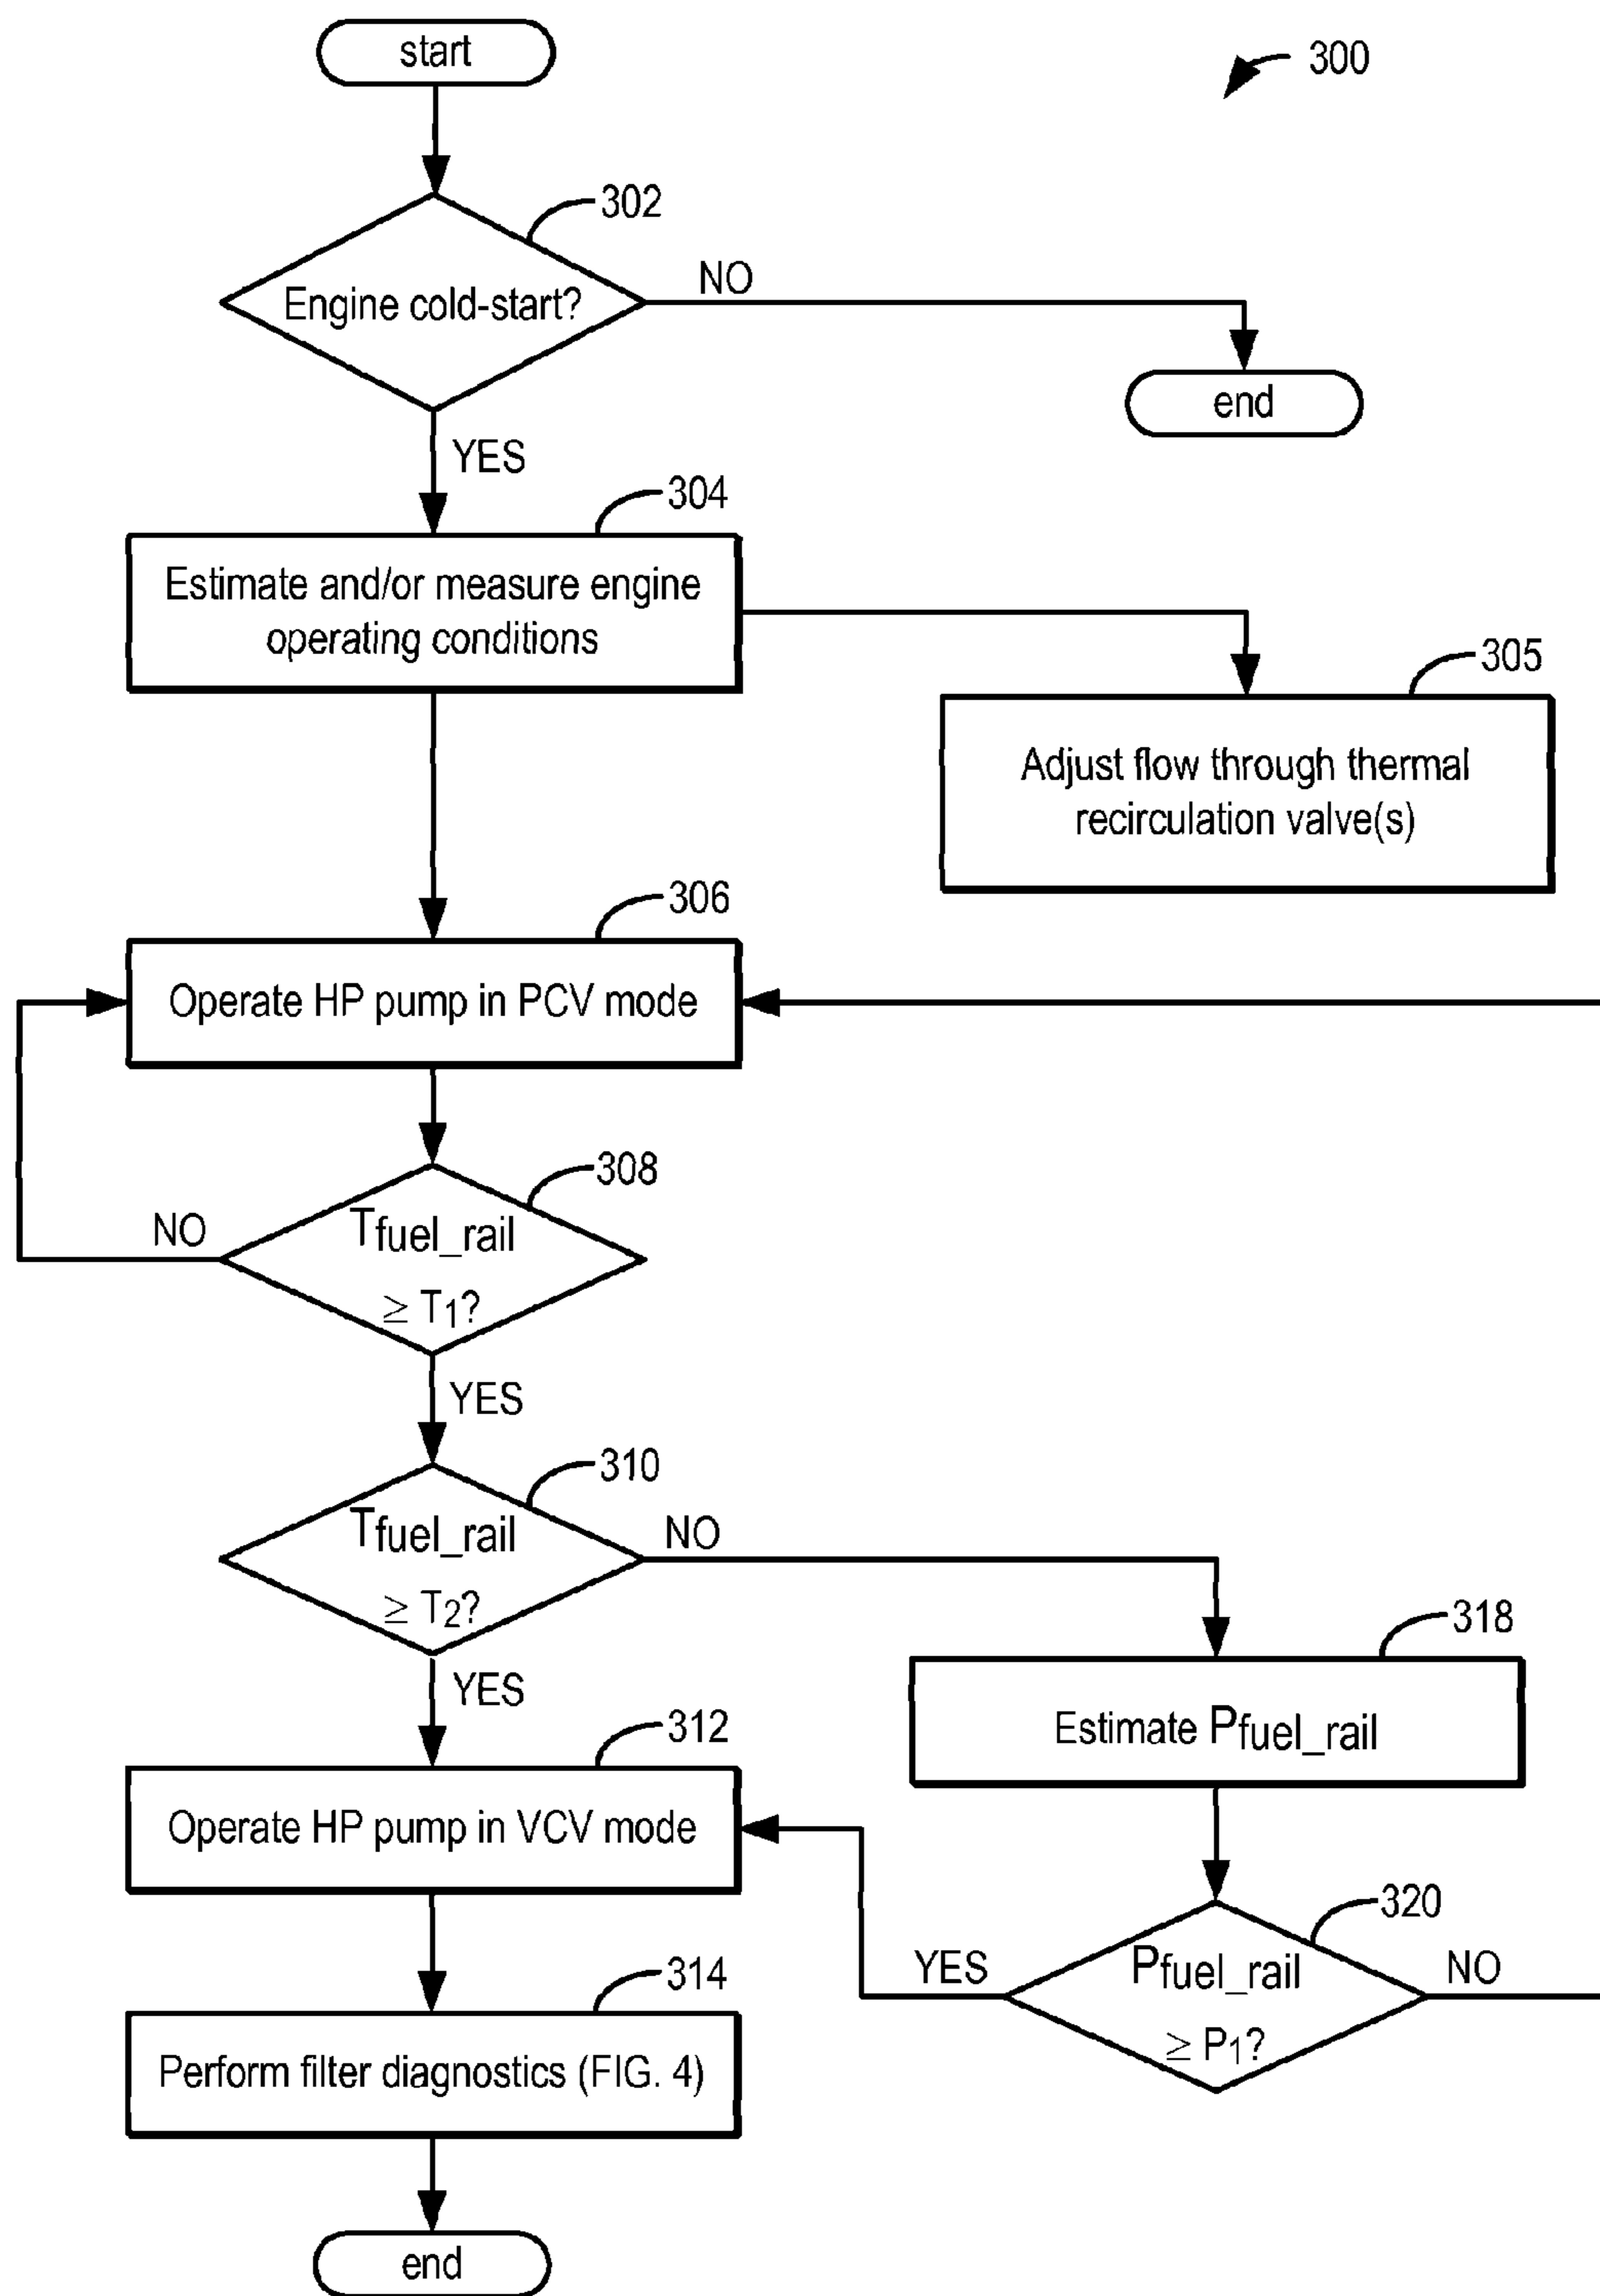 start
300
302
Engine cold-start?
NO
end
YES
304
Estimate and/or measure engine
operating conditions
305
Adjust flow through thermal
recirculation valve(s)
306
Operate HP pump in PCV mode
308
Tfuel_rail
≥ T1?
NO
YES
310
Tfuel_rail
≥ T2?
NO
YES
318
Estimate Pfuel_rail
312
Operate HP pump in VCV mode
320
Pfuel_rail
≥ P1?
YES
NO
314
Perform filter diagnostics (FIG. 4)
end